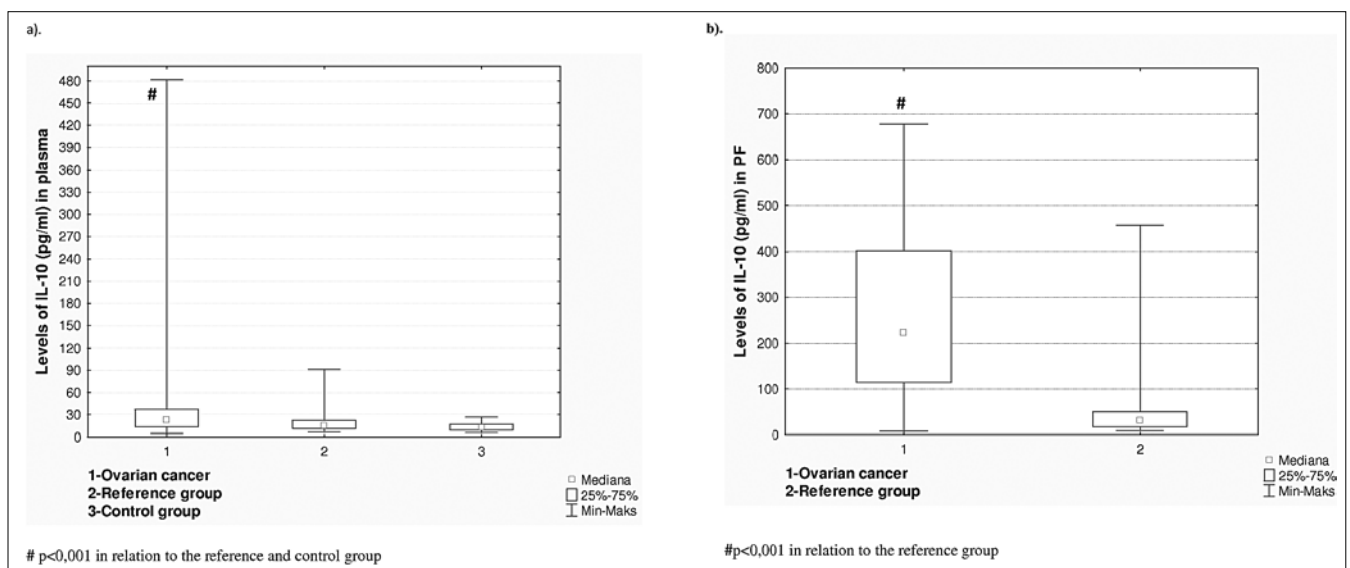 a).
Levels of IL-10 (pg/ml) in plasma
480
450
420
390
360
330
300
270
240
210
180
150
120
90
60
30
0
#
1 2 3
1-Ovarian cancer
2-Reference group
3-Control group
Mediana
25%-75%
Min-Maks
# p<0,001 in relation to the reference and control group
b).
Levels of IL-10 (pg/ml) in PF
800
700
600
500
400
300
200
100
0
#
1 2
1-Ovarian cancer
2-Reference group
Mediana
25%-75%
Min-Maks
#p<0,001 in relation to the reference group